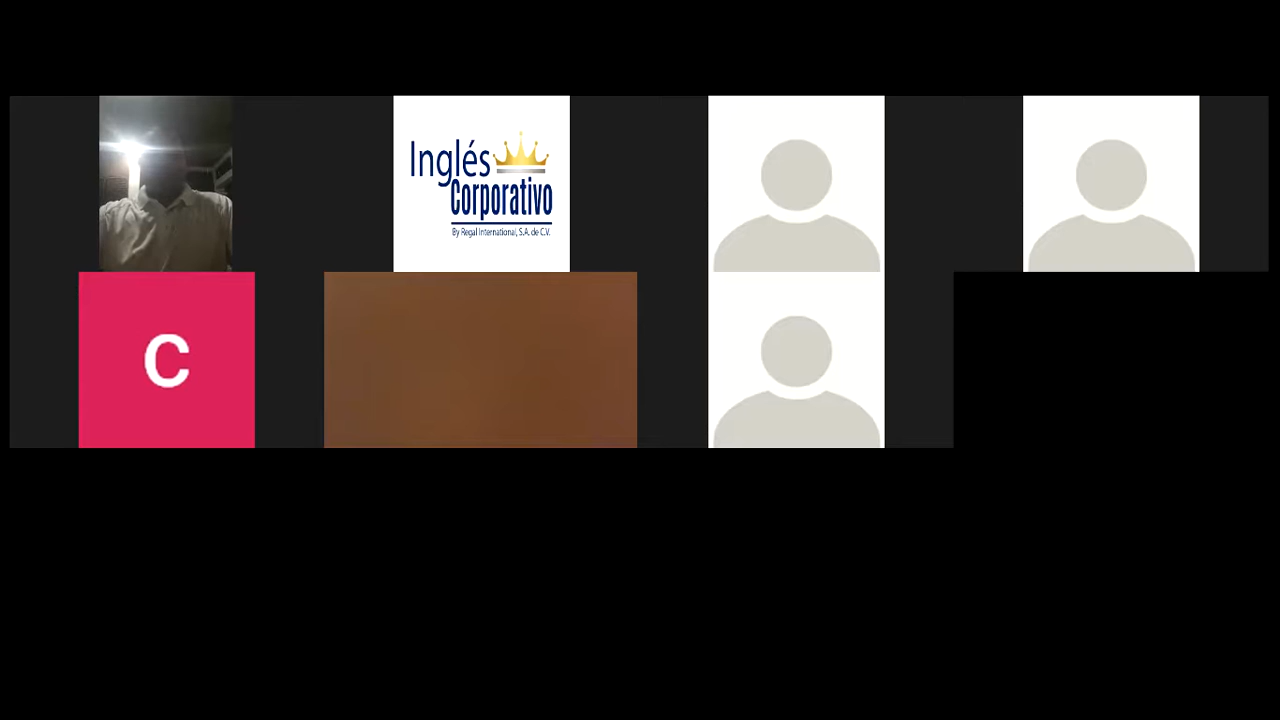 Inglés
Corporativo
By Regal International, S.A. de C.V.
C